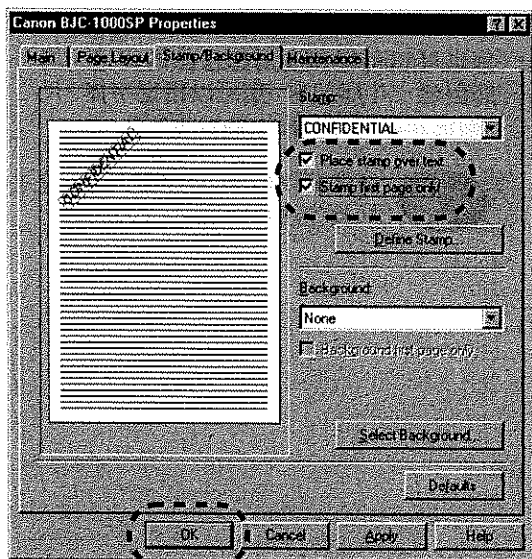 Canon BJC-1000SP Properties
Main Page Layout Stamp/Background Maintenance
Stamp:
CONFIDENTIAL
CONFIDENTIAL
Place stamp over text
Stamp first page only
Define Stamp...
Background:
None
Background first page only
Select Background...
Defaults
OK Cancel Apply Help